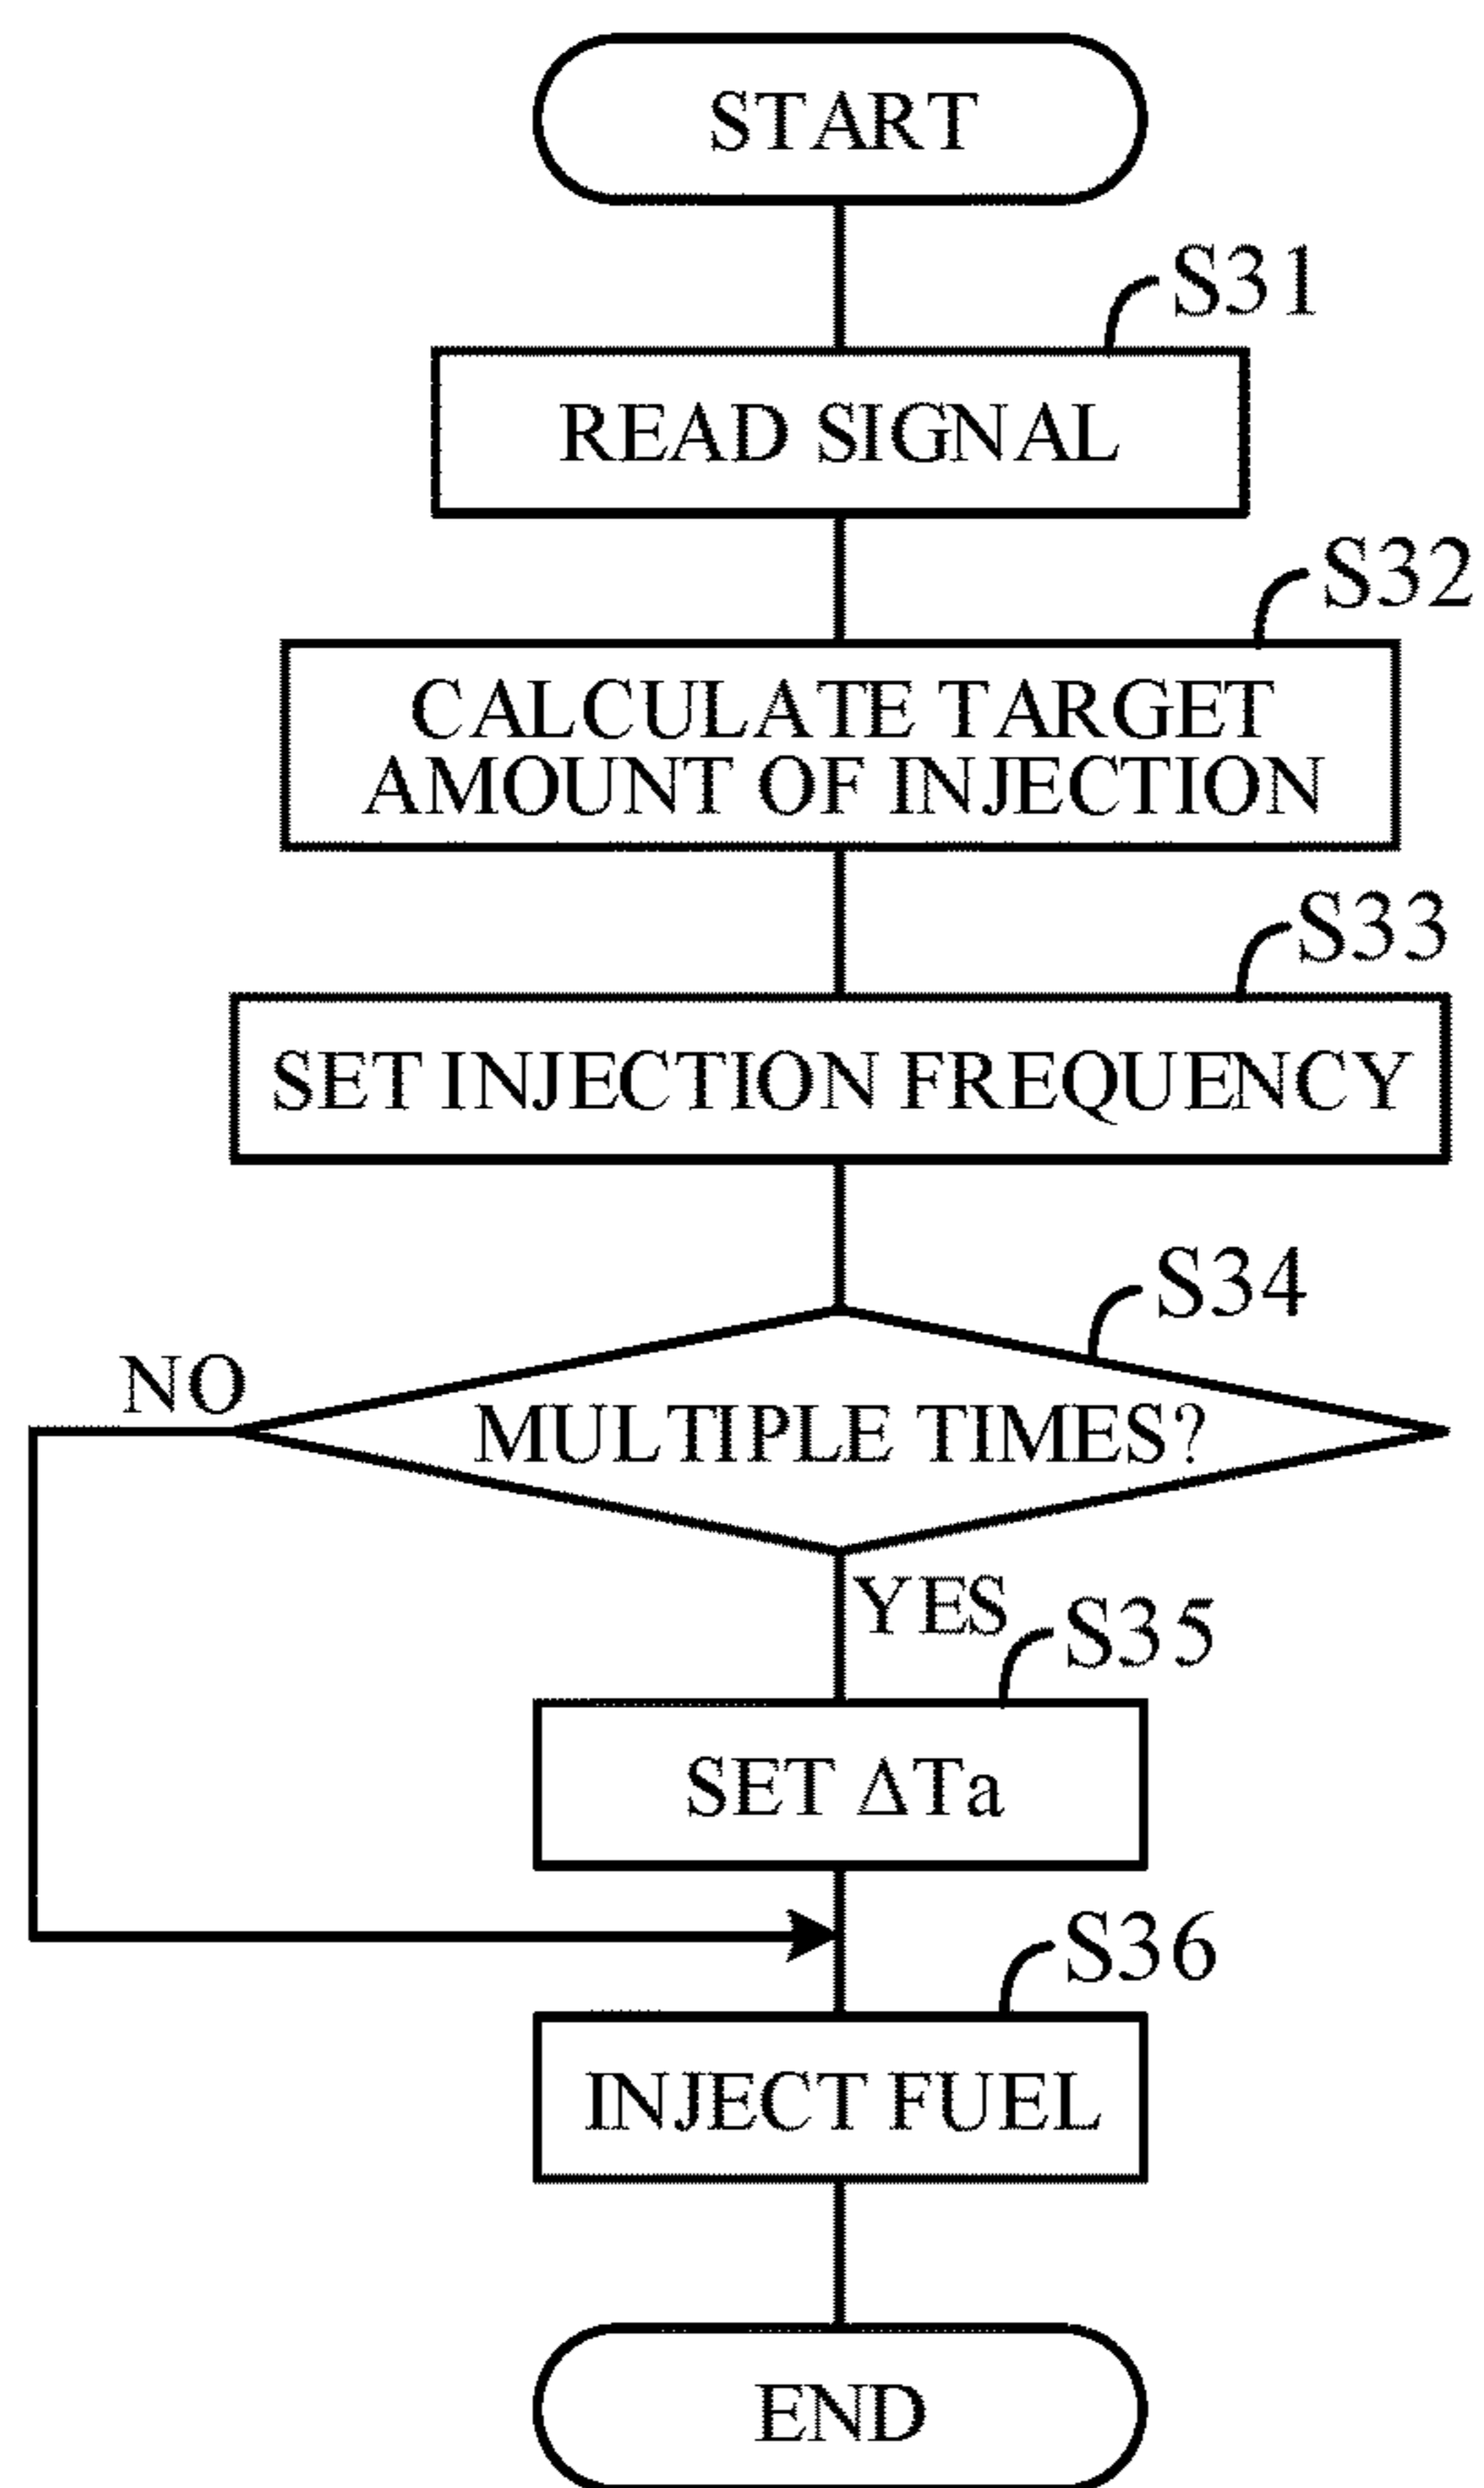 START
S31
READ SIGNAL
S32
CALCULATE TARGET
AMOUNT OF INJECTION
S33
SET INJECTION FREQUENCY
S34
NO
MULTIPLE TIMES?
YES
S35
SET ΔTa
S36
INJECT FUEL
END